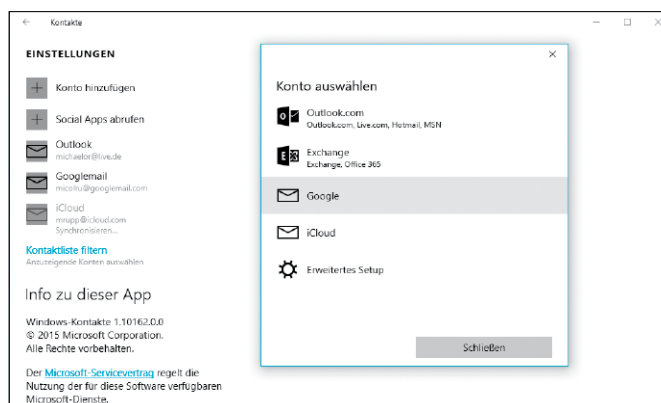 Kontakte
EINSTELLUNGEN
Konto hinzufügen
Social Apps abrufen
Outlook
michaelor@live.de
Googlemail
micolru@googlemail.com
iCloud
mrupp@icloud.com
Synchronisieren...
Kontaktliste filtern
Anzuzeigende Konten auswählen
Info zu dieser App
Windows-Kontakte 1.10162.0.0
© 2015 Microsoft Corporation.
Alle Rechte vorbehalten.
Der Microsoft-Servicevertrag regelt die
Nutzung der für diese Software verfügbaren
Microsoft-Dienste.
Konto auswählen
Outlook.com
Outlook.com, Live.com, Hotmail, MSN
Exchange
Exchange, Office 365
Google
iCloud
Erweitertes Setup
Schließen